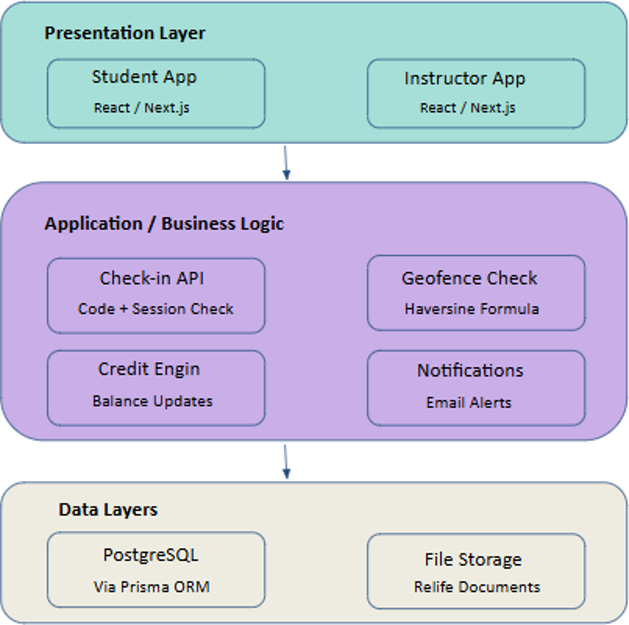 Presentation Layer
Student App
React / Next.js
Instructor App
React / Next.js
Application / Business Logic
Check-in API
Code + Session Check
Geofence Check
Haversine Formula
Credit Engin
Balance Updates
Notifications
Email Alerts
Data Layers
PostgreSQL
Via Prisma ORM
File Storage
Relife Documents